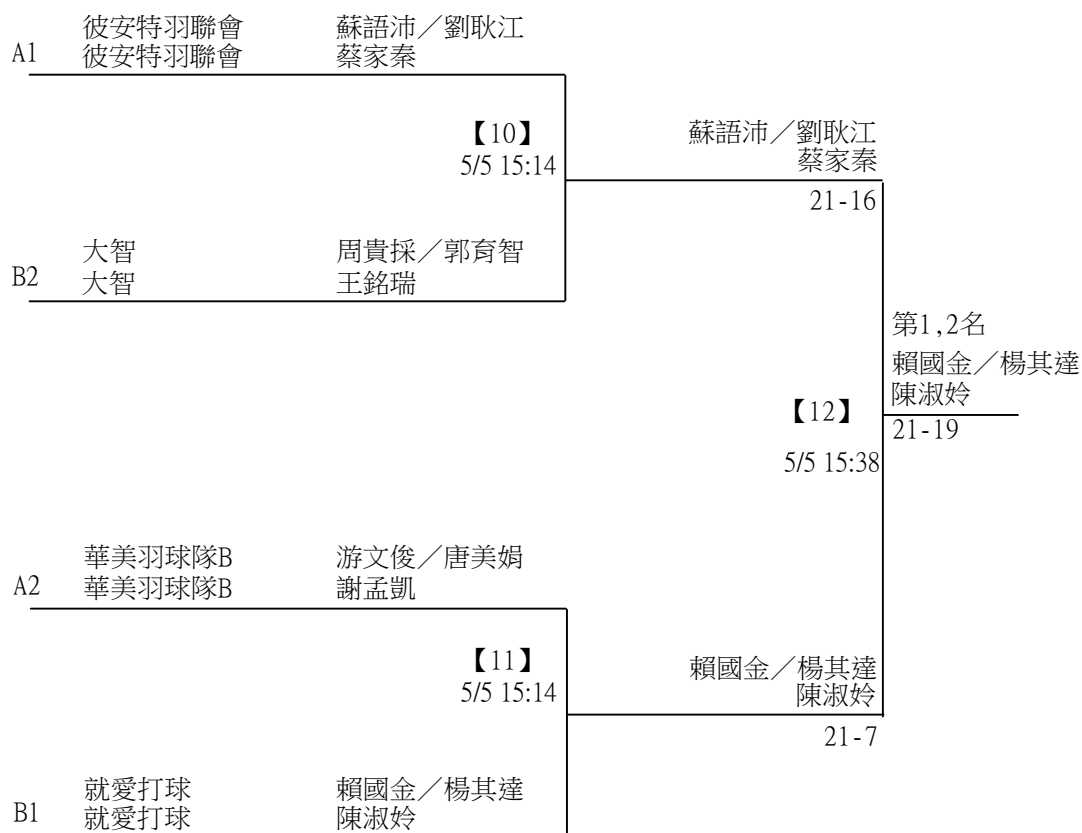 彼安特羽聯會 蘇語沛／劉耿江
A1 彼安特羽聯會 蔡家秦
【10】
5/5 15:14
蘇語沛／劉耿江
蔡家秦
21-16
大智 周貴採／郭育智
B2 大智 王銘瑞
第1,2名
賴國金／楊其達
陳淑姈
【12】
21-19
5/5 15:38
華美羽球隊B 游文俊／唐美娟
A2 華美羽球隊B 謝孟凱
【11】
5/5 15:14
賴國金／楊其達
陳淑姈
21-7
就愛打球 賴國金／楊其達
B1 就愛打球 陳淑姈